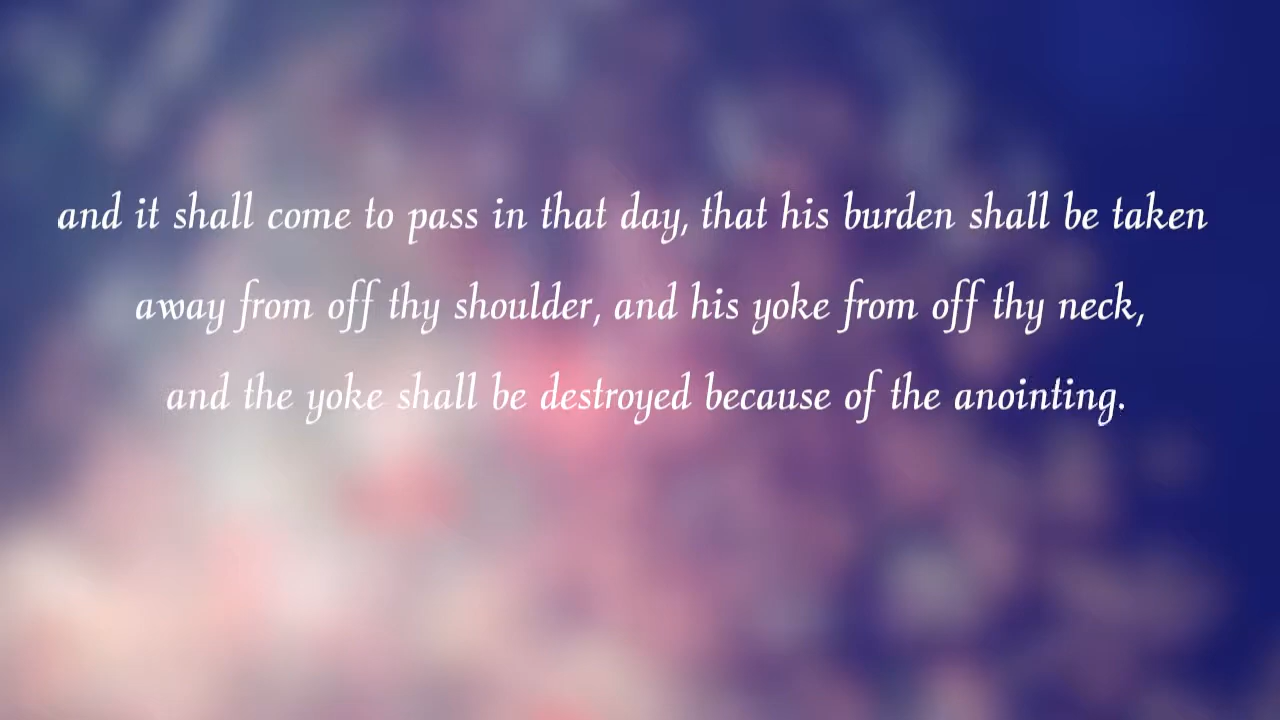 and it shall come to pass in that day, that his burden shall be taken
away from off thy shoulder, and his yoke from off thy neck,
and the yoke shall be destroyed because of the anointing.